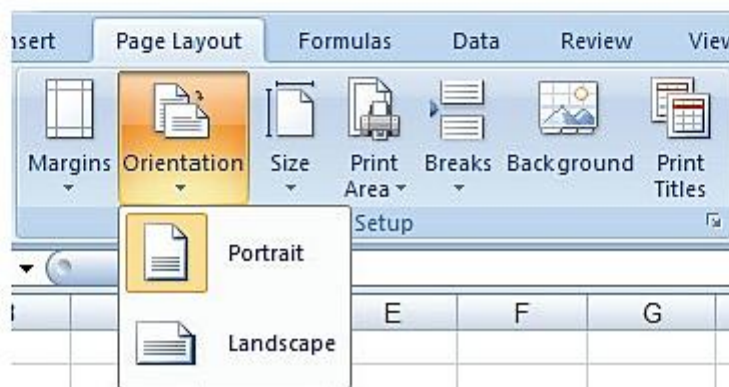 Page Layout Formulas Data Review
Margins Orientation Size Print Area Breaks Background Print Titles
Setup
Portrait
E F G
Landscape